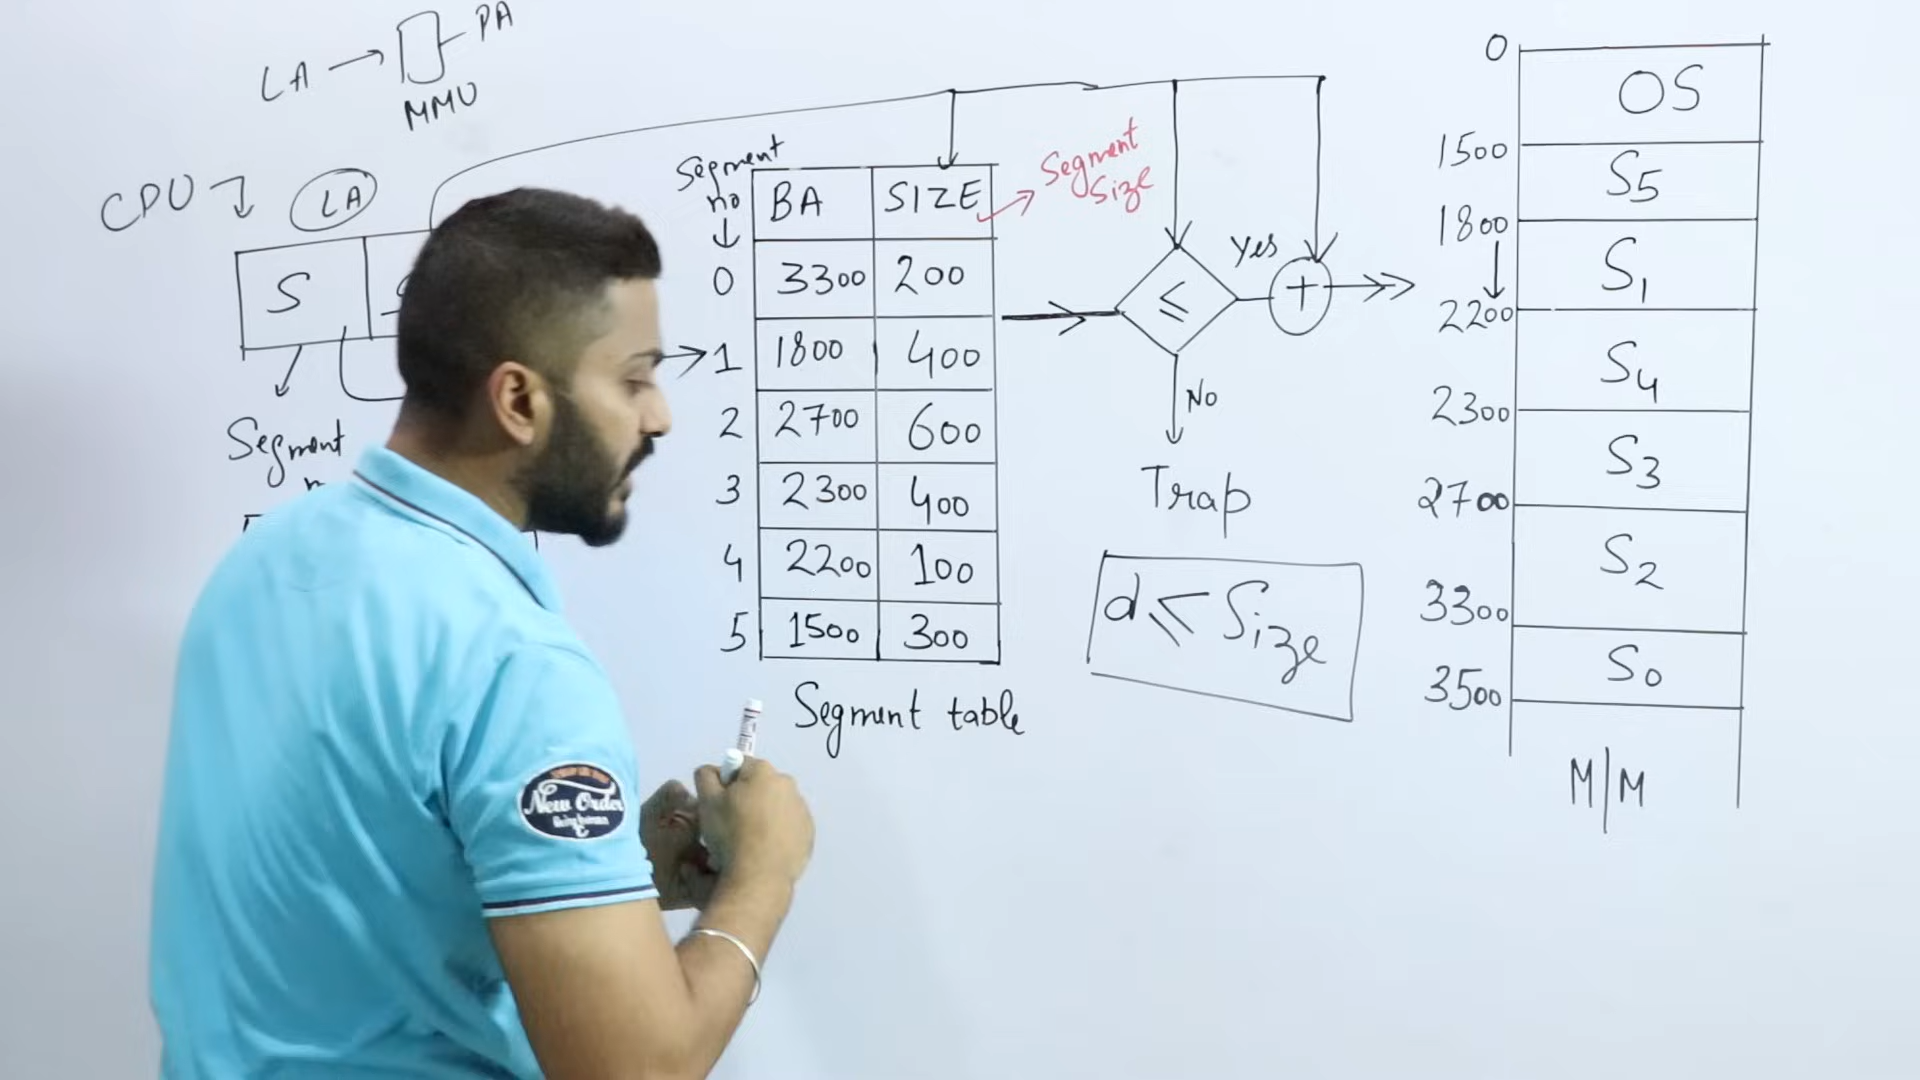 LA → PA
MMU
CPU LA
S
Segment
Segment
no
BA SIZE
0 3300 200
1 1800 400
2 2700 600
3 2300 400
4 2200 100
5 1500 300
Segment table
Segment
Size
≤
Yes
+
No
Trap
d ≤ Size
0
OS
1500
S5
1800
S1
2200
S4
2300
S3
2700
S2
3300
S0
3500
M/M
New Order